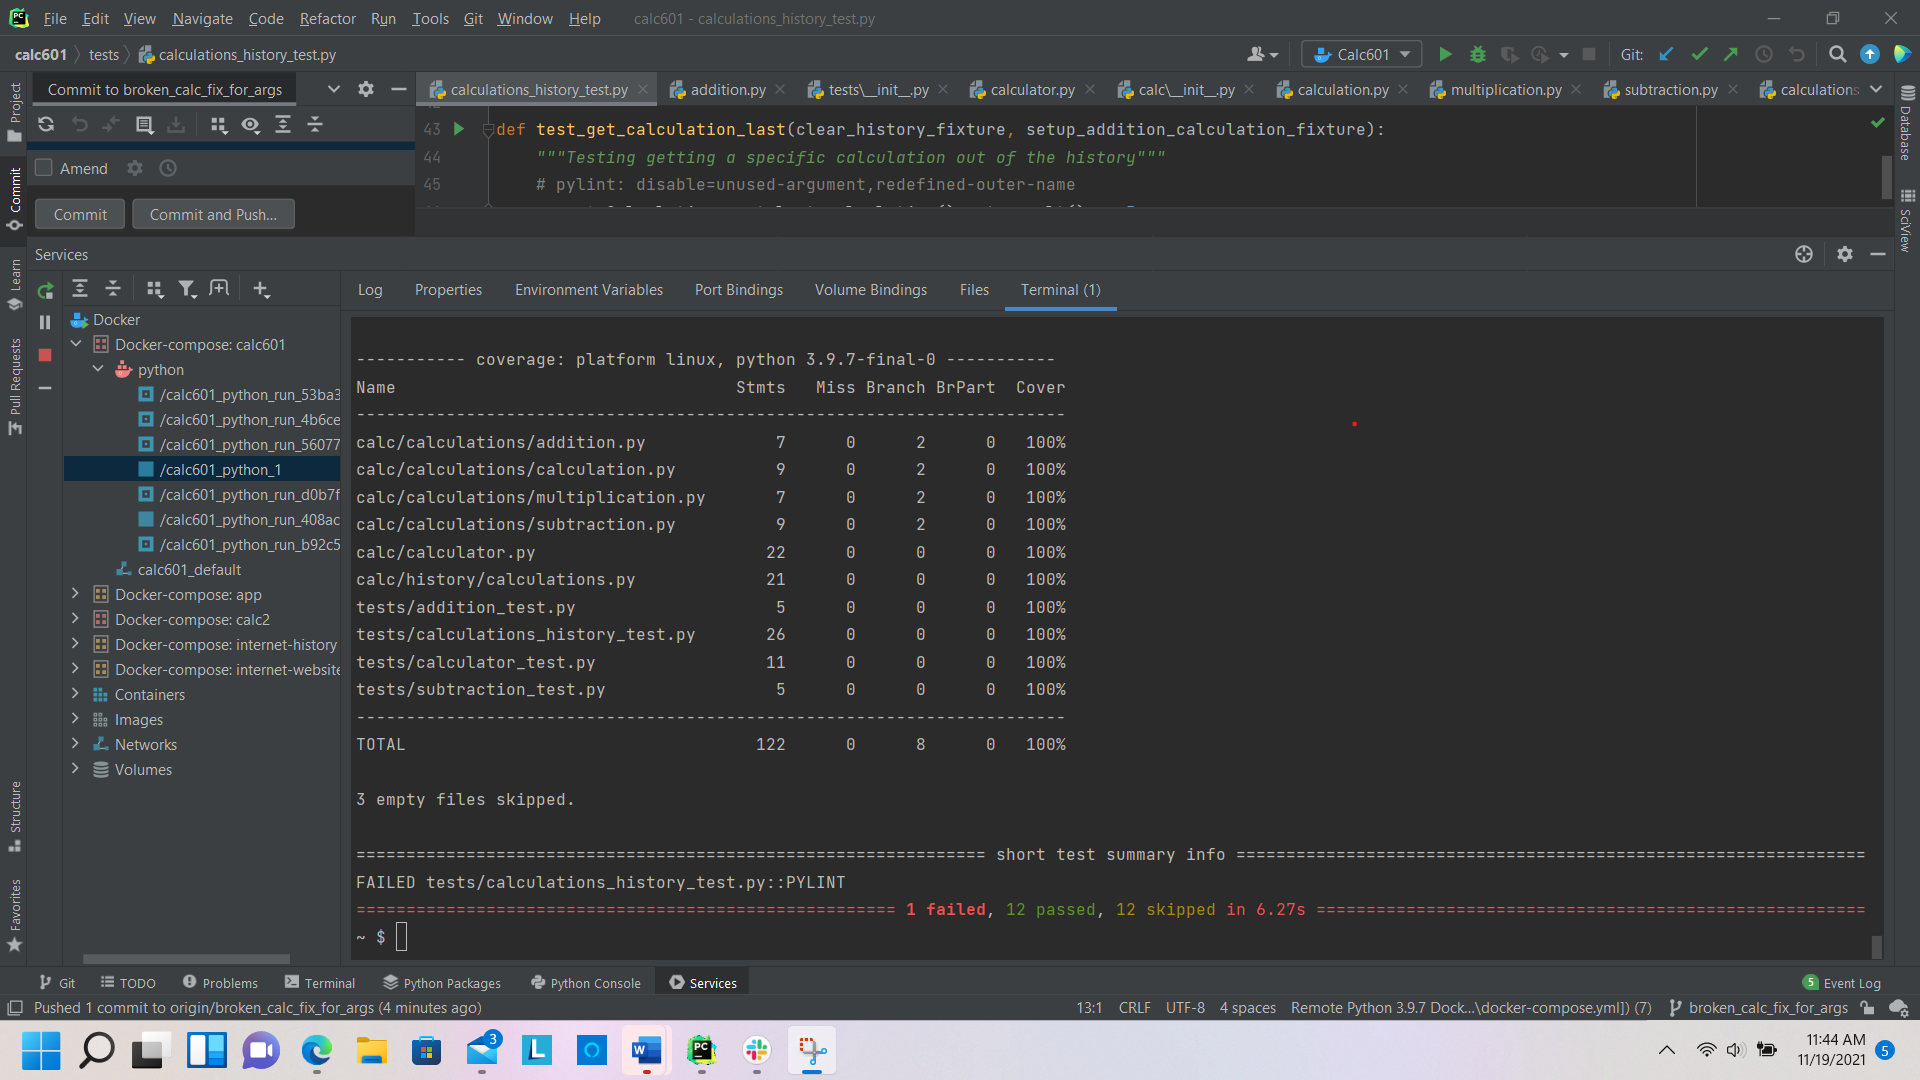 File Edit View Navigate Code Refactor Run Tools Git Window Help calc601 - calculations_history_test.py
calc601 tests calculations_history_test.py Calc601 Git:
Commit to broken_calc_fix_for_args
calculations_history_test.py addition.py tests\__init__.py calculator.py calc\__init__.py calculation.py multiplication.py subtraction.py calculations
43 def test_get_calculation_last(clear_history_fixture, setup_addition_calculation_fixture):
44 """Testing getting a specific calculation out of the history"""
45 # pylint: disable=unused-argument,redefined-outer-name
Amend
Commit Commit and Push...
Project
Commit
Learn
Pull Requests
Structure
Favorites
Database
SciView
Services
Log Properties Environment Variables Port Bindings Volume Bindings Files Terminal (1)
Docker
Docker-compose: calc601
python
/calc601_python_run_53ba3
/calc601_python_run_4b6ce
/calc601_python_run_56077
/calc601_python_1
/calc601_python_run_d0b7f
/calc601_python_run_408ac
/calc601_python_run_b92c5
calc601_default
Docker-compose: app
Docker-compose: calc2
Docker-compose: internet-history
Docker-compose: internet-website
Containers
Images
Networks
Volumes
----------- coverage: platform linux, python 3.9.7-final-0 -----------
Name Stmts Miss Branch BrPart Cover
-----------------------------------------------------------------------
calc/calculations/addition.py 7 0 2 0 100%
calc/calculations/calculation.py 9 0 2 0 100%
calc/calculations/multiplication.py 7 0 2 0 100%
calc/calculations/subtraction.py 9 0 2 0 100%
calc/calculator.py 22 0 0 0 100%
calc/history/calculations.py 21 0 0 0 100%
tests/addition_test.py 5 0 0 0 100%
tests/calculations_history_test.py 26 0 0 0 100%
tests/calculator_test.py 11 0 0 0 100%
tests/subtraction_test.py 5 0 0 0 100%
-----------------------------------------------------------------------
TOTAL 122 0 8 0 100%
3 empty files skipped.
=============================================================== short test summary info ===============================================================
FAILED tests/calculations_history_test.py::PYLINT
====================================================== 1 failed, 12 passed, 12 skipped in 6.27s =======================================================
~ $
Git TODO Problems Terminal Python Packages Python Console Services 5 Event Log
Pushed 1 commit to origin/broken_calc_fix_for_args (4 minutes ago) 13:1 CRLF UTF-8 4 spaces Remote Python 3.9.7 Dock...\docker-compose.yml]) (7) broken_calc_fix_for_args
3
11:44 AM
11/19/2021
5